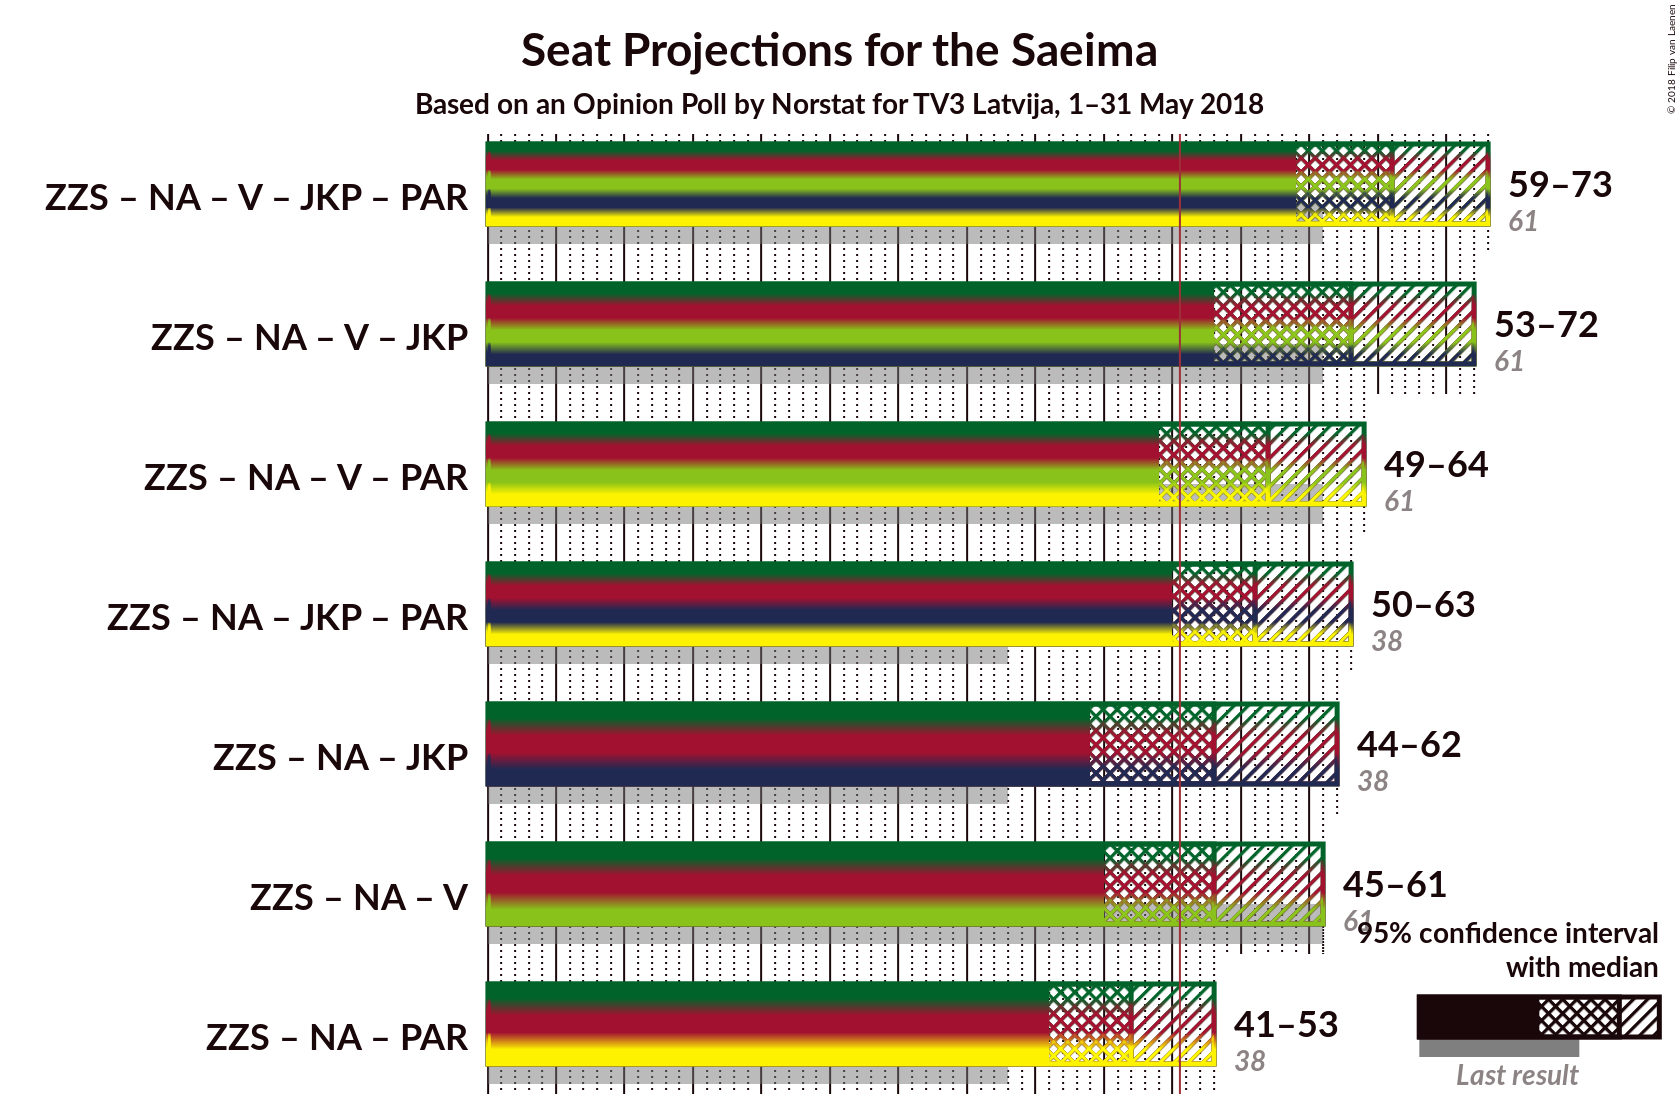 Seat Projections for the Saeima
Based on an Opinion Poll by Norstat for TV3 Latvija, 1–31 May 2018
© 2018 Filip van Laenen
ZZS – NA – V – JKP – PAR
59–73
61
ZZS – NA – V – JKP
53–72
61
ZZS – NA – V – PAR
49–64
61
ZZS – NA – JKP – PAR
50–63
38
ZZS – NA – JKP
44–62
38
ZZS – NA – V
45–61
61
ZZS – NA – PAR
41–53
38
95% confidence interval
with median
Last result